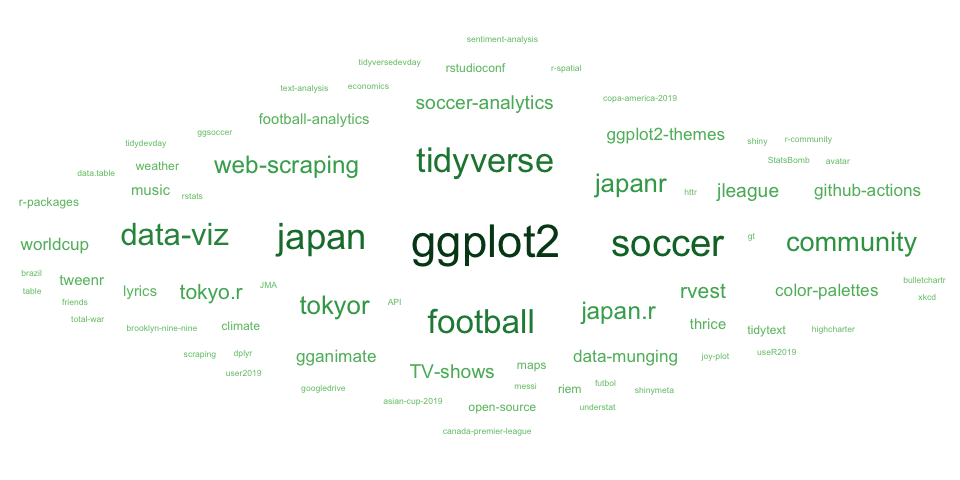 sentiment-analysis
tidyversedevday
rstudioconf
r-spatial
text-analysis
economics
soccer-analytics
copa-america-2019
football-analytics
ggsoccer
ggplot2-themes
tidydevday
shiny
r-community
data.table
weather
web-scraping
tidyverse
StatsBomb
avatar
music
rstats
japanr
httr
jleague
github-actions
r-packages
worldcup
data-viz
japan
ggplot2
soccer
gt
community
brazil
tweenr
table
lyrics
tokyo.r
JMA
rvest
color-palettes
bulletchartr
xkcd
friends
tokyor
API
japan.r
total-war
brooklyn-nine-nine
climate
football
thrice
tidytext
highcharter
scraping
dplyr
gganimate
data-munging
joy-plot
useR2019
user2019
TV-shows
maps
googledrive
messi
riem
futbol
shinymeta
asian-cup-2019
open-source
understat
canada-premier-league